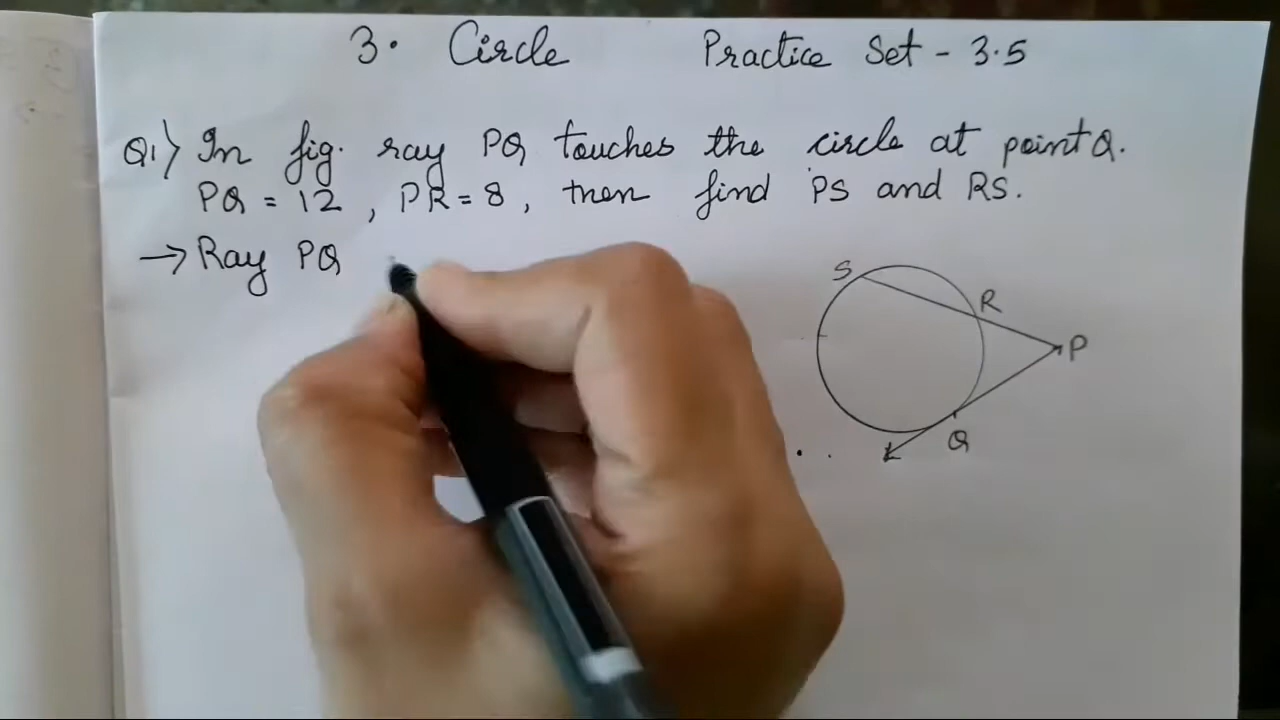 3. Circle Practice Set - 3.5
Q1) In fig. ray PQ touches the circle at point Q.
PQ = 12 , PR = 8 , then find PS and RS.
→ Ray PQ
S
R
P
Q